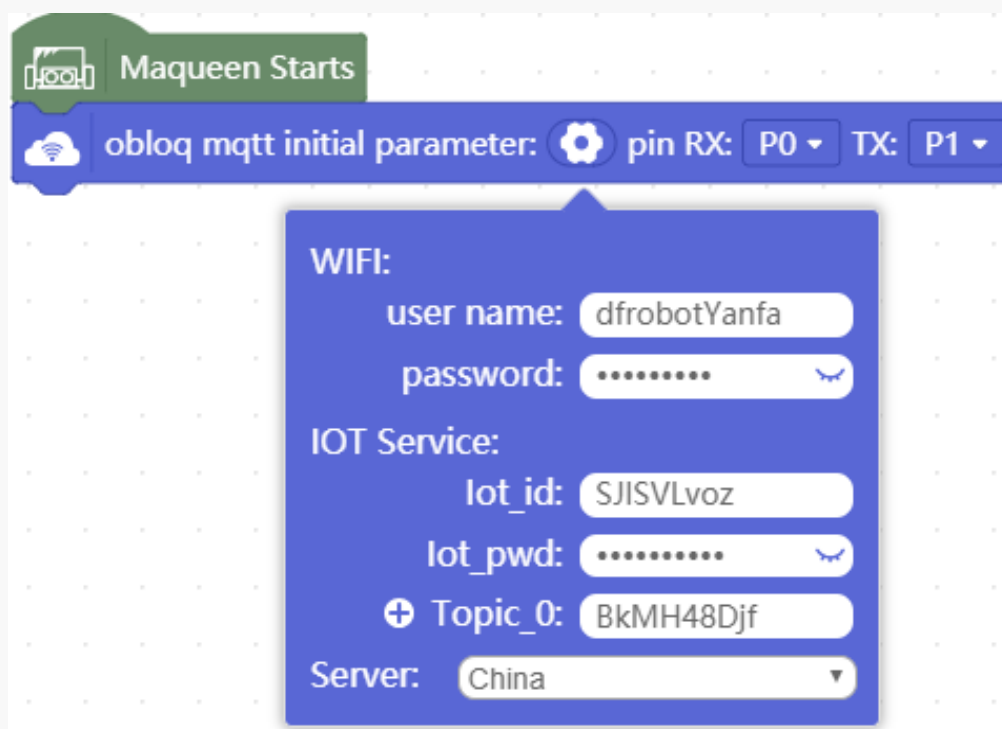 Maqueen Starts
obloq mqtt initial parameter: pin RX: P0 TX: P1
WIFI:
user name: dfrobotYanfa
password: •••••••••
IOT Service:
Iot_id: SJISVLvoz
Iot_pwd: ••••••••••
Topic_0: BkMH48Djf
Server: China